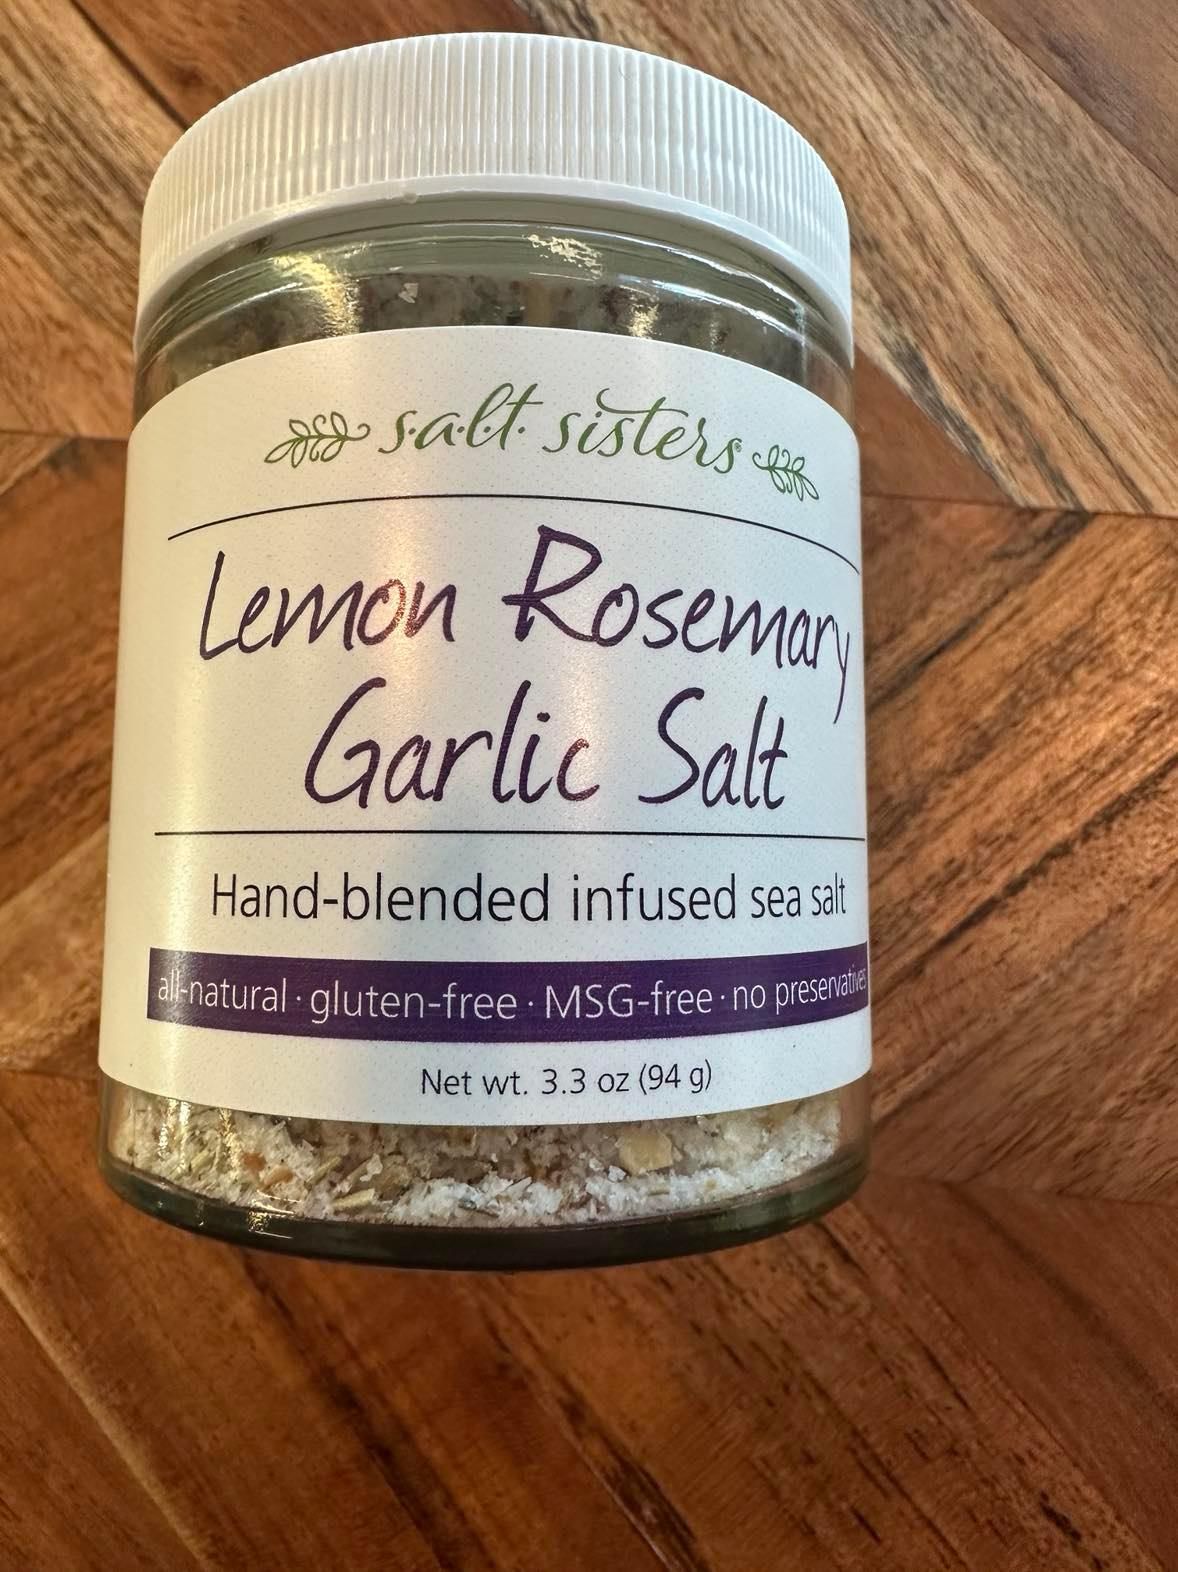 s·a·l·t· sisters®
Lemon Rosemary
Garlic Salt
Hand-blended infused sea salt
all-natural · gluten-free · MSG-free · no preservatives
Net wt. 3.3 oz (94 g)